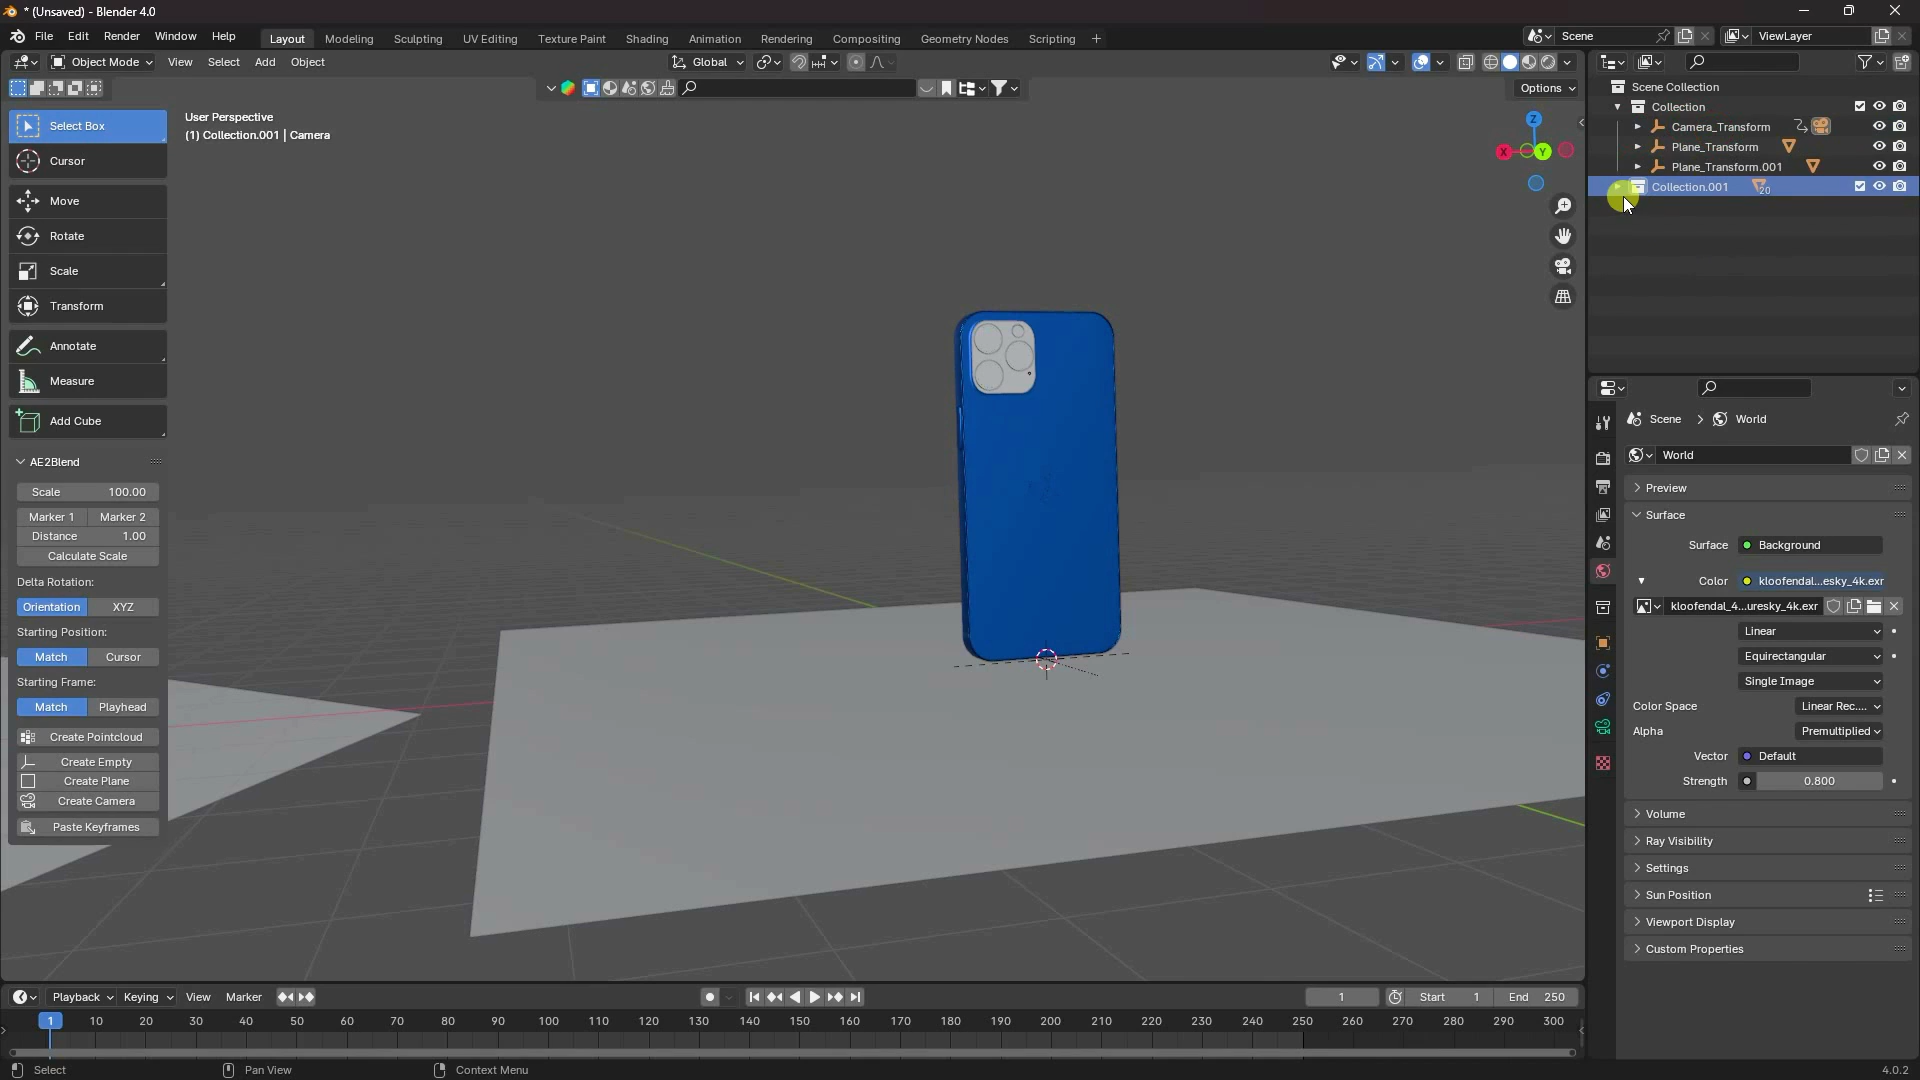 * (Unsaved) - Blender 4.0
File Edit Render Window Help
Layout Modeling Sculpting UV Editing Texture Paint Shading Animation Rendering Compositing Geometry Nodes Scripting +
Scene
ViewLayer
Object Mode View Select Add Object
Global
Options
User Perspective
(1) Collection.001 | Camera
Select Box
Cursor
Move
Rotate
Scale
Transform
Annotate
Measure
Add Cube
AE2Blend
Scale 100.00
Marker 1 Marker 2
Distance 1.00
Calculate Scale
Delta Rotation:
Orientation XYZ
Starting Position:
Match Cursor
Starting Frame:
Match Playhead
Create Pointcloud
Create Empty
Create Plane
Create Camera
Paste Keyframes
Z
X Y
Scene Collection
Collection
Camera_Transform
Plane_Transform
Plane_Transform.001
Collection.001 20
Scene > World
World
Preview
Surface
Surface Background
Color kloofendal...esky_4k.exr
kloofendal_4...uresky_4k.exr
Linear
Equirectangular
Single Image
Color Space Linear Rec....
Alpha Premultiplied
Vector Default
Strength 0.800
Volume
Ray Visibility
Settings
Sun Position
Viewport Display
Custom Properties
Playback Keying View Marker
1 Start 1 End 250
1 10 20 30 40 50 60 70 80 90 100 110 120 130 140 150 160 170 180 190 200 210 220 230 240 250 260 270 280 290 300
Select Pan View Context Menu
4.0.2